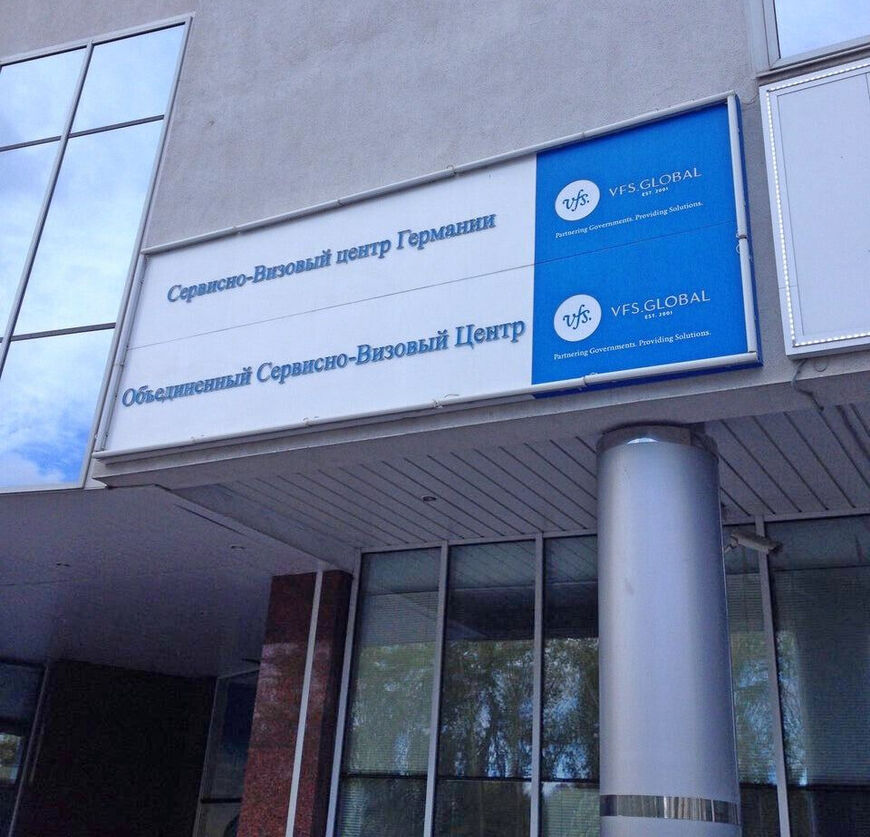 Сервисно-Визовый центр Германии
vfs. VFS.GLOBAL
EST. 2001
Partnering Governments. Providing Solutions.
Объединенный Сервисно-Визовый Центр
vfs. VFS.GLOBAL
EST. 2001
Partnering Governments. Providing Solutions.